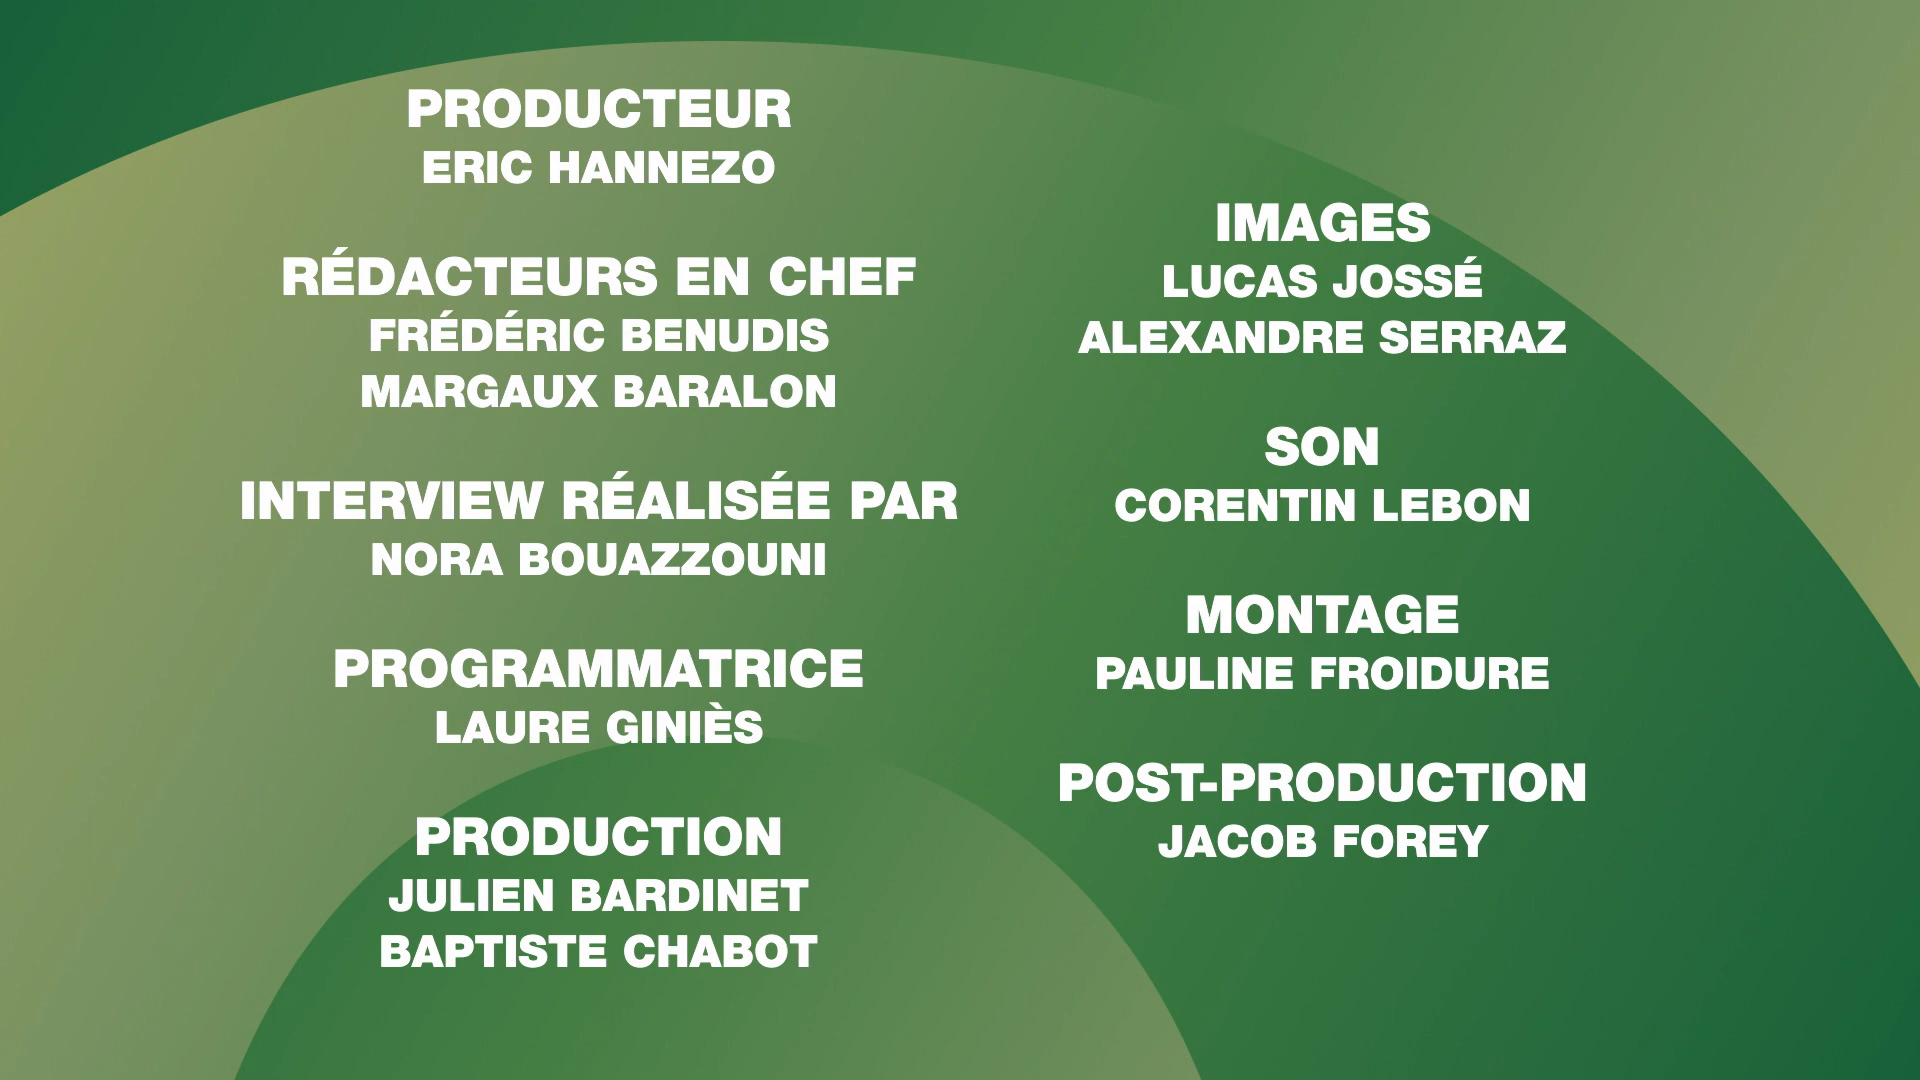 PRODUCTEUR
ERIC HANNEZO
RÉDACTEURS EN CHEF
FRÉDÉRIC BENUDIS
MARGAUX BARALON
INTERVIEW RÉALISÉE PAR
NORA BOUAZZOUNI
PROGRAMMATRICE
LAURE GINIÈS
PRODUCTION
JULIEN BARDINET
BAPTISTE CHABOT
IMAGES
LUCAS JOSSÉ
ALEXANDRE SERRAZ
SON
CORENTIN LEBON
MONTAGE
PAULINE FROIDURE
POST-PRODUCTION
JACOB FOREY